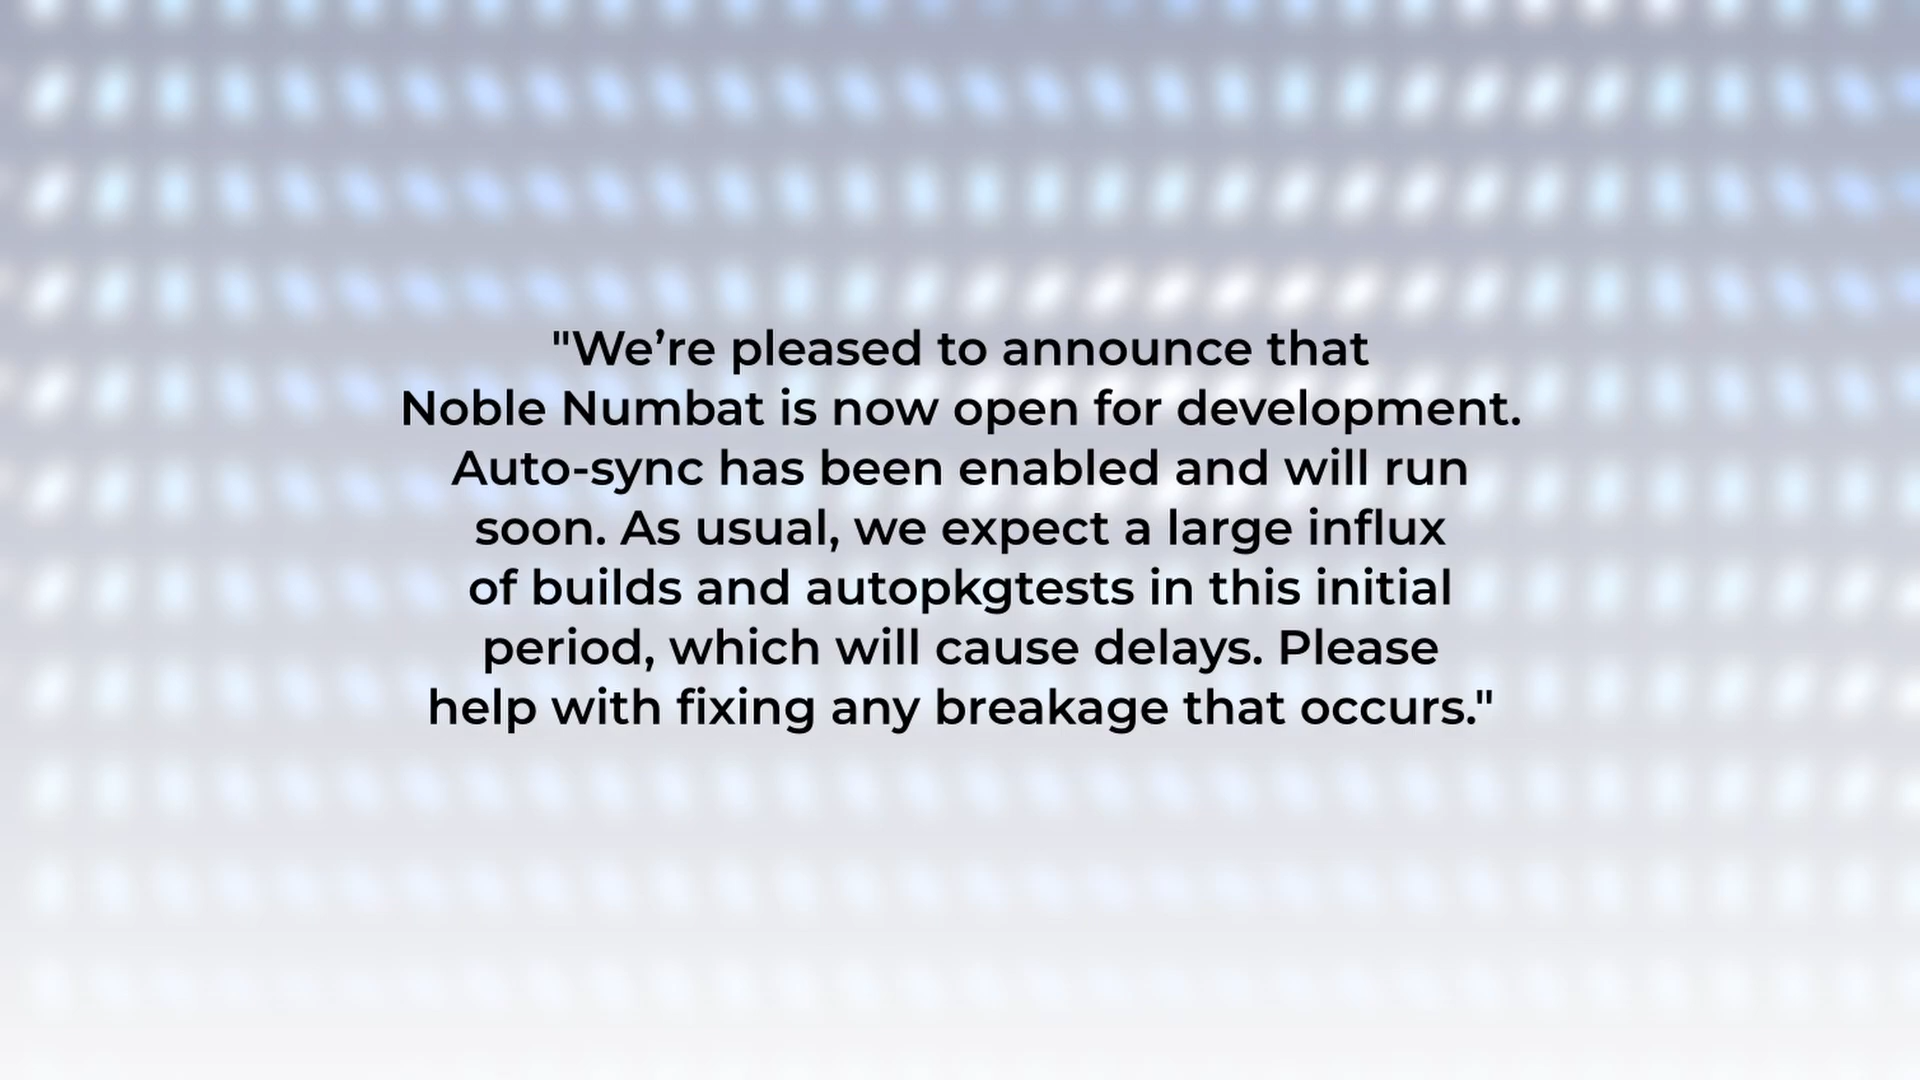 "We’re pleased to announce that
Noble Numbat is now open for development.
Auto-sync has been enabled and will run
soon. As usual, we expect a large influx
of builds and autopkgtests in this initial
period, which will cause delays. Please
help with fixing any breakage that occurs."